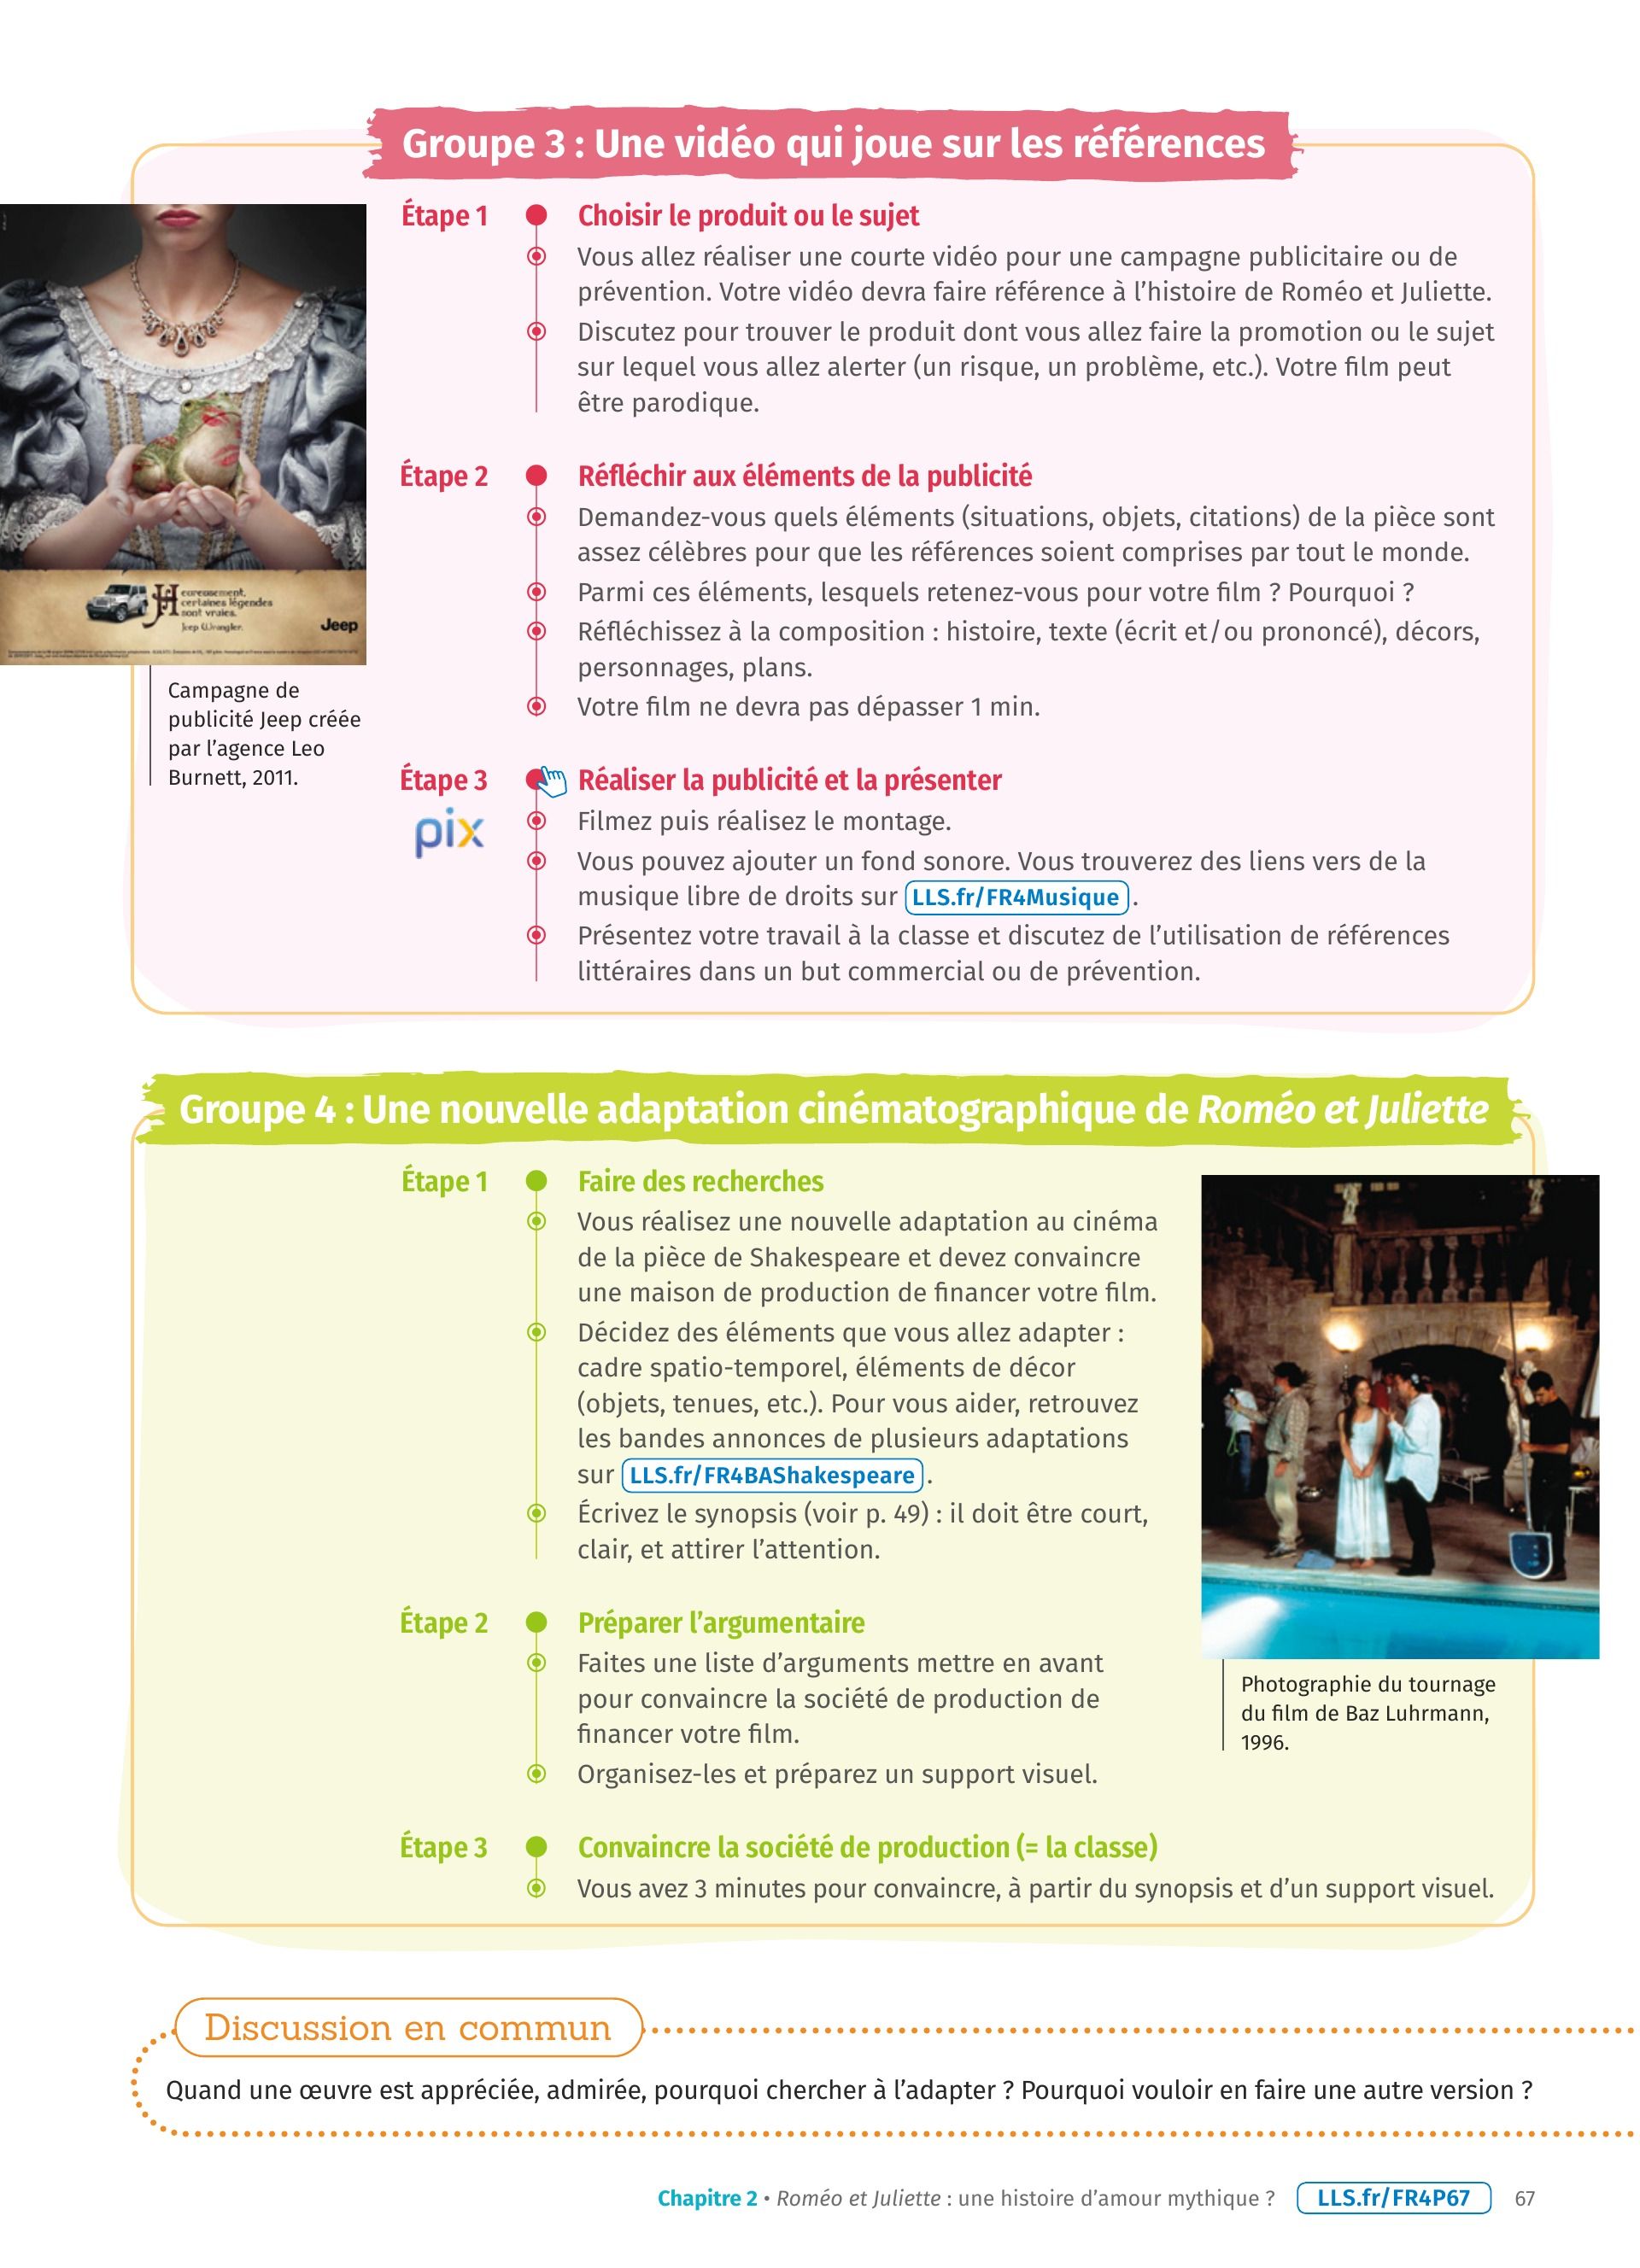 Groupe 3 : Une vidéo qui joue sur les références
Étape 1
Choisir le produit ou le sujet
Vous allez réaliser une courte vidéo pour une campagne publicitaire ou de
prévention. Votre vidéo devra faire référence à l’histoire de Roméo et Juliette.
Discutez pour trouver le produit dont vous allez faire la promotion ou le sujet
sur lequel vous allez alerter (un risque, un problème, etc.). Votre film peut
être parodique.
Étape 2
Réfléchir aux éléments de la publicité
Demandez-vous quels éléments (situations, objets, citations) de la pièce sont
assez célèbres pour que les références soient comprises par tout le monde.
Parmi ces éléments, lesquels retenez-vous pour votre film ? Pourquoi ?
Réfléchissez à la composition : histoire, texte (écrit et/ou prononcé), décors,
personnages, plans.
Votre film ne devra pas dépasser 1 min.
Heureusement,
certaines légendes
sont vraies.
Jeep Wrangler.
Jeep
Campagne de
publicité Jeep créée
par l’agence Leo
Burnett, 2011.
Étape 3
pix
Réaliser la publicité et la présenter
Filmez puis réalisez le montage.
Vous pouvez ajouter un fond sonore. Vous trouverez des liens vers de la
musique libre de droits sur LLS.fr/FR4Musique .
Présentez votre travail à la classe et discutez de l’utilisation de références
littéraires dans un but commercial ou de prévention.
Groupe 4 : Une nouvelle adaptation cinématographique de Roméo et Juliette
Étape 1
Faire des recherches
Vous réalisez une nouvelle adaptation au cinéma
de la pièce de Shakespeare et devez convaincre
une maison de production de financer votre film.
Décidez des éléments que vous allez adapter :
cadre spatio-temporel, éléments de décor
(objets, tenues, etc.). Pour vous aider, retrouvez
les bandes annonces de plusieurs adaptations
sur LLS.fr/FR4BAShakespeare .
Écrivez le synopsis (voir p. 49) : il doit être court,
clair, et attirer l’attention.
Étape 2
Préparer l’argumentaire
Faites une liste d’arguments mettre en avant
pour convaincre la société de production de
financer votre film.
Organisez-les et préparez un support visuel.
Photographie du tournage
du film de Baz Luhrmann,
1996.
Étape 3
Convaincre la société de production (= la classe)
Vous avez 3 minutes pour convaincre, à partir du synopsis et d’un support visuel.
Discussion en commun
Quand une œuvre est appréciée, admirée, pourquoi chercher à l’adapter ? Pourquoi vouloir en faire une autre version ?
Chapitre 2 • Roméo et Juliette : une histoire d’amour mythique ? LLS.fr/FR4P67 67